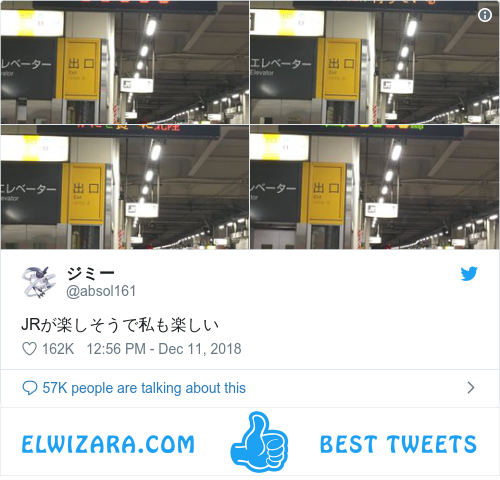 レベーター
Elevator
出口
Exit
エレベーター
Elevator
出口
Exit
エレベーター
出口
Exit
ベーター
出口
Exit
ジミー
@absol161
JRが楽しそうで私も楽しい
162K 12:56 PM - Dec 11, 2018
57K people are talking about this
ELWIZARA.COM BEST TWEETS